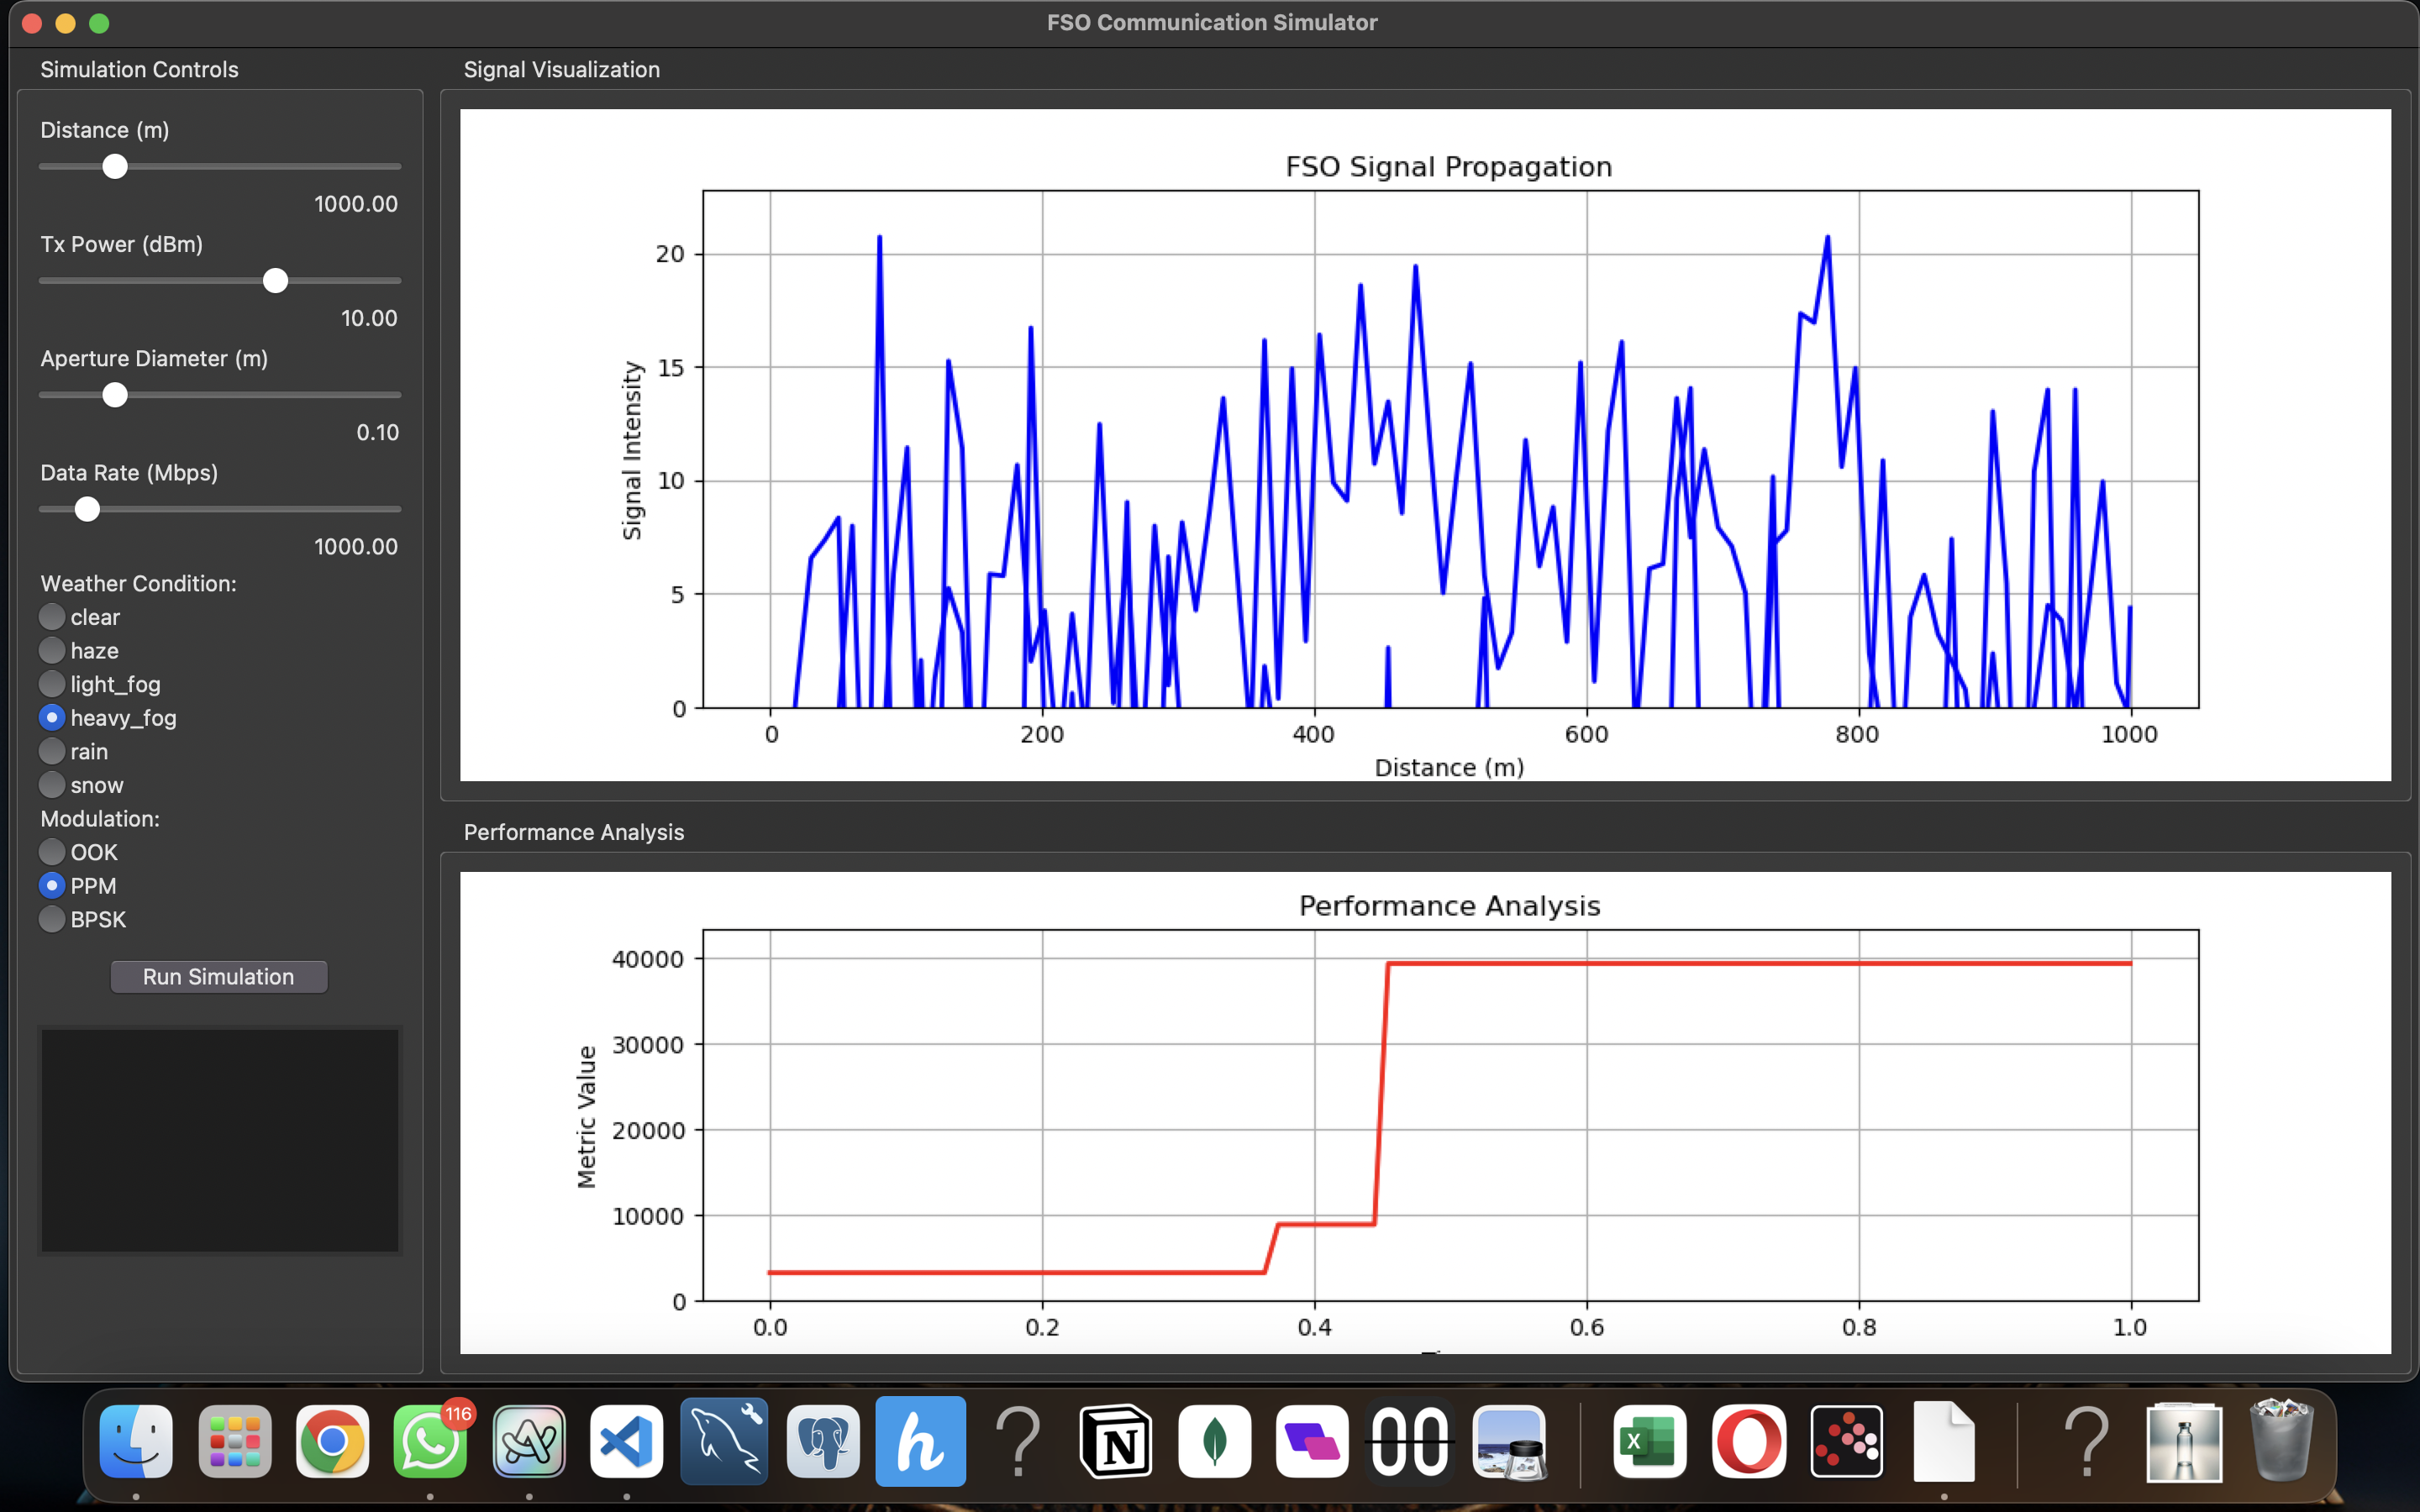 FSO Communication Simulator
Simulation Controls
Distance (m)
1000.00
Tx Power (dBm)
10.00
Aperture Diameter (m)
0.10
Data Rate (Mbps)
1000.00
Weather Condition:
clear
haze
light_fog
heavy_fog
rain
snow
Modulation:
OOK
PPM
BPSK
Run Simulation
Signal Visualization
FSO Signal Propagation
Signal Intensity
20
15
10
5
0
0 200 400 600 800 1000
Distance (m)
Performance Analysis
Performance Analysis
Metric Value
40000
30000
20000
10000
0
0.0 0.2 0.4 0.6 0.8 1.0
116
h
?
N
00
X
?